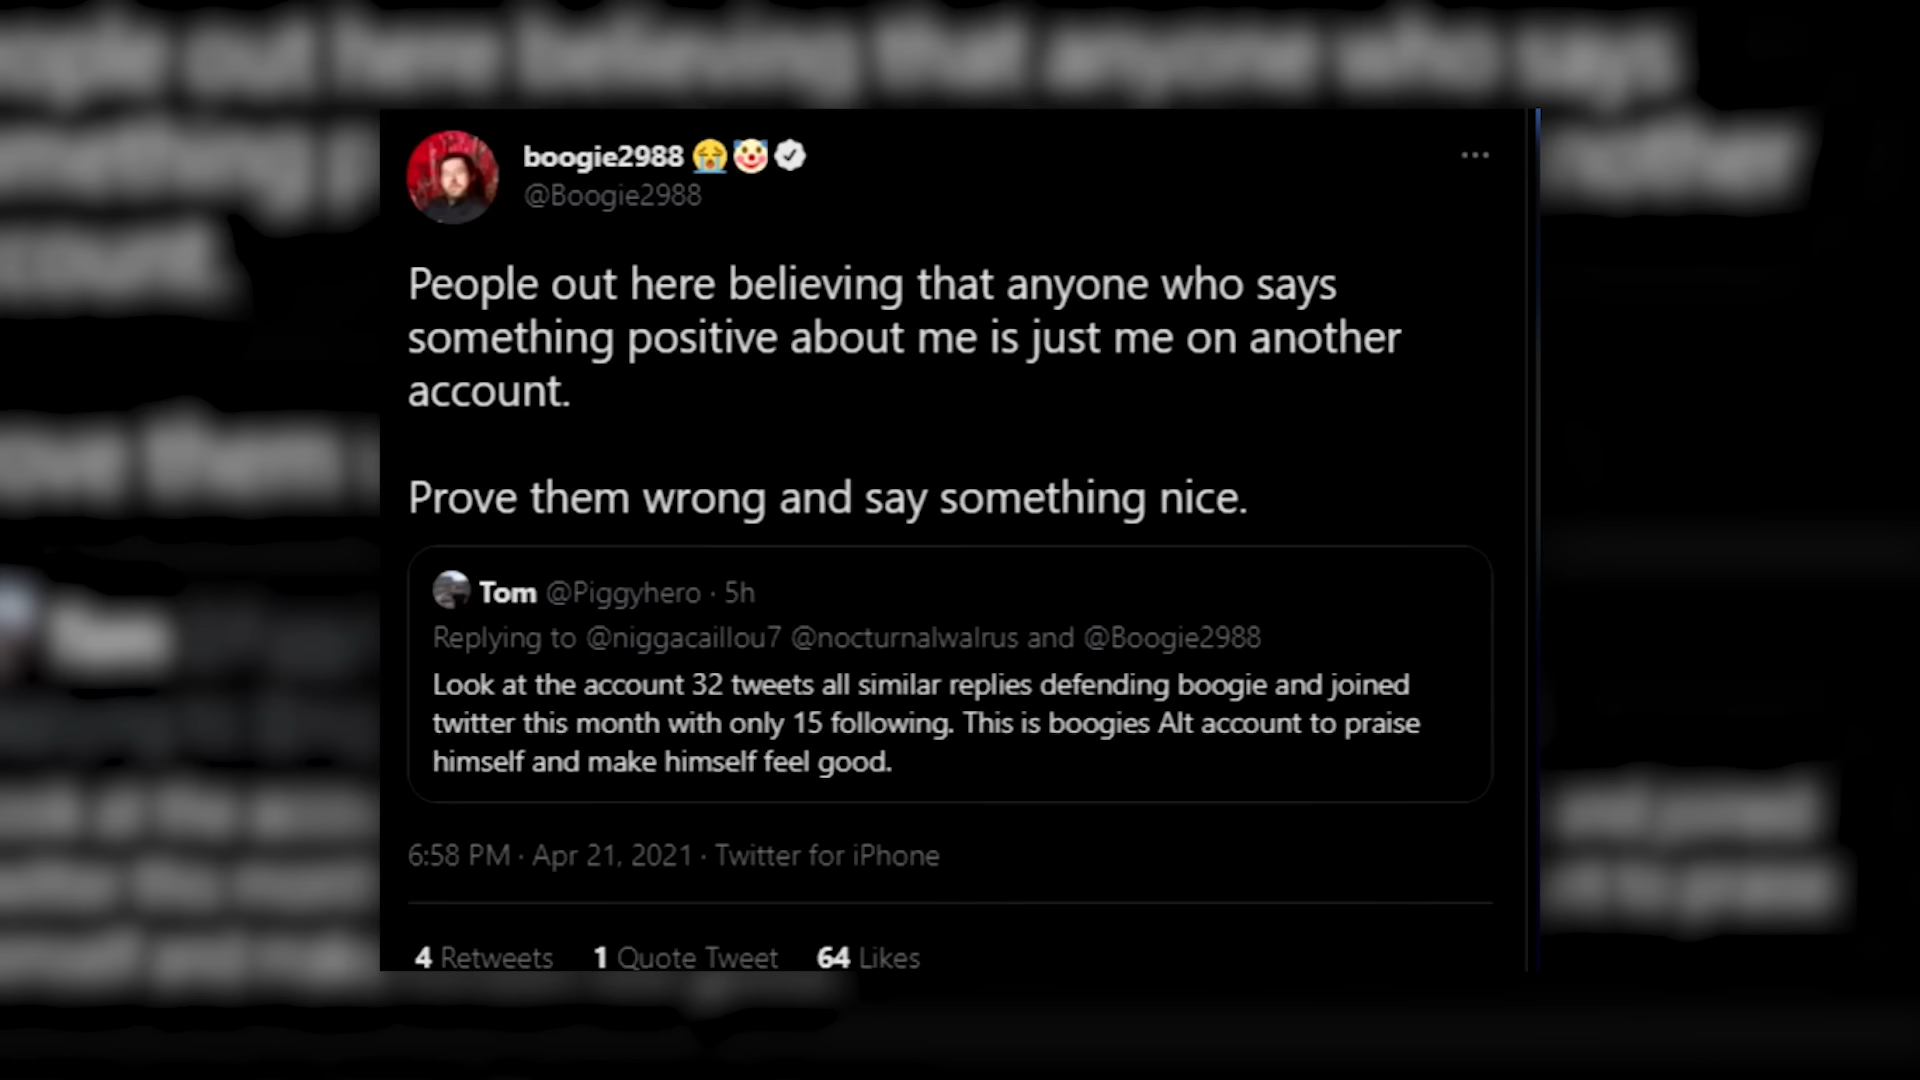 boogie2988 😭🤡
@Boogie2988
People out here believing that anyone who says
something positive about me is just me on another
account.
Prove them wrong and say something nice.
Tom @Piggyhero · 5h
Replying to @niggacaillou7 @nocturnalwalrus and @Boogie2988
Look at the account 32 tweets all similar replies defending boogie and joined
twitter this month with only 15 following. This is boogies Alt account to praise
himself and make himself feel good.
6:58 PM · Apr 21, 2021 · Twitter for iPhone
4 Retweets 1 Quote Tweet 64 Likes